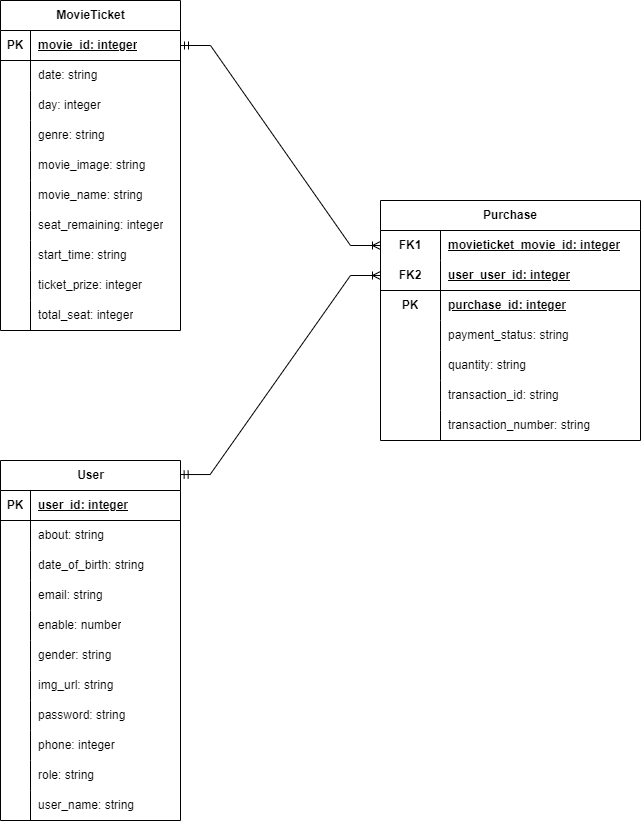 MovieTicket
PK movie_id: integer
date: string
day: integer
genre: string
movie_image: string
movie_name: string
seat_remaining: integer
start_time: string
ticket_prize: integer
total_seat: integer
Purchase
FK1 movieticket_movie_id: integer
FK2 user_user_id: integer
PK purchase_id: integer
payment_status: string
quantity: string
transaction_id: string
transaction_number: string
User
PK user_id: integer
about: string
date_of_birth: string
email: string
enable: number
gender: string
img_url: string
password: string
phone: integer
role: string
user_name: string